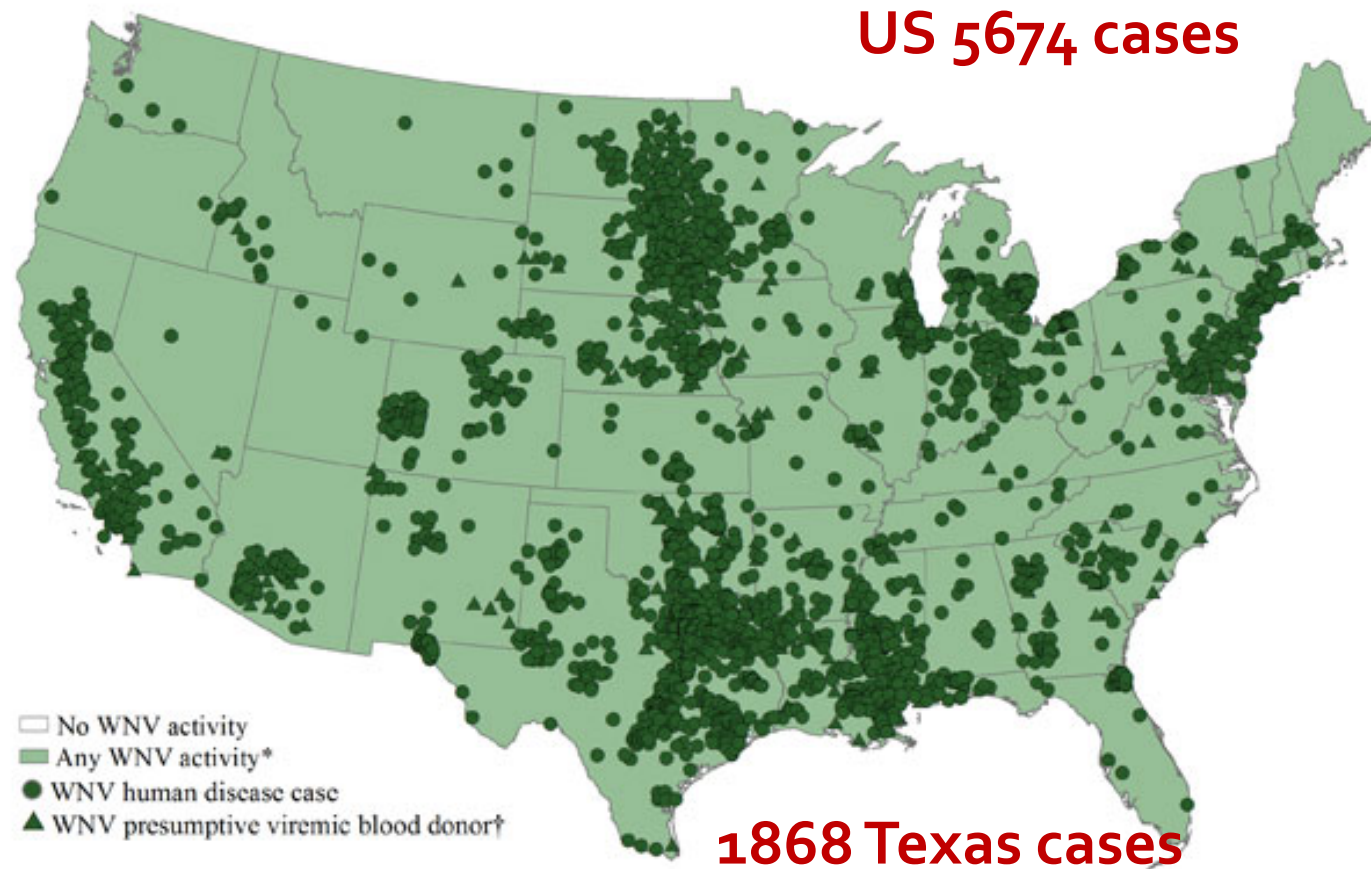 US 5674 cases
No WNV activity
Any WNV activity*
WNV human disease case
WNV presumptive viremic blood donor†
1868 Texas cases